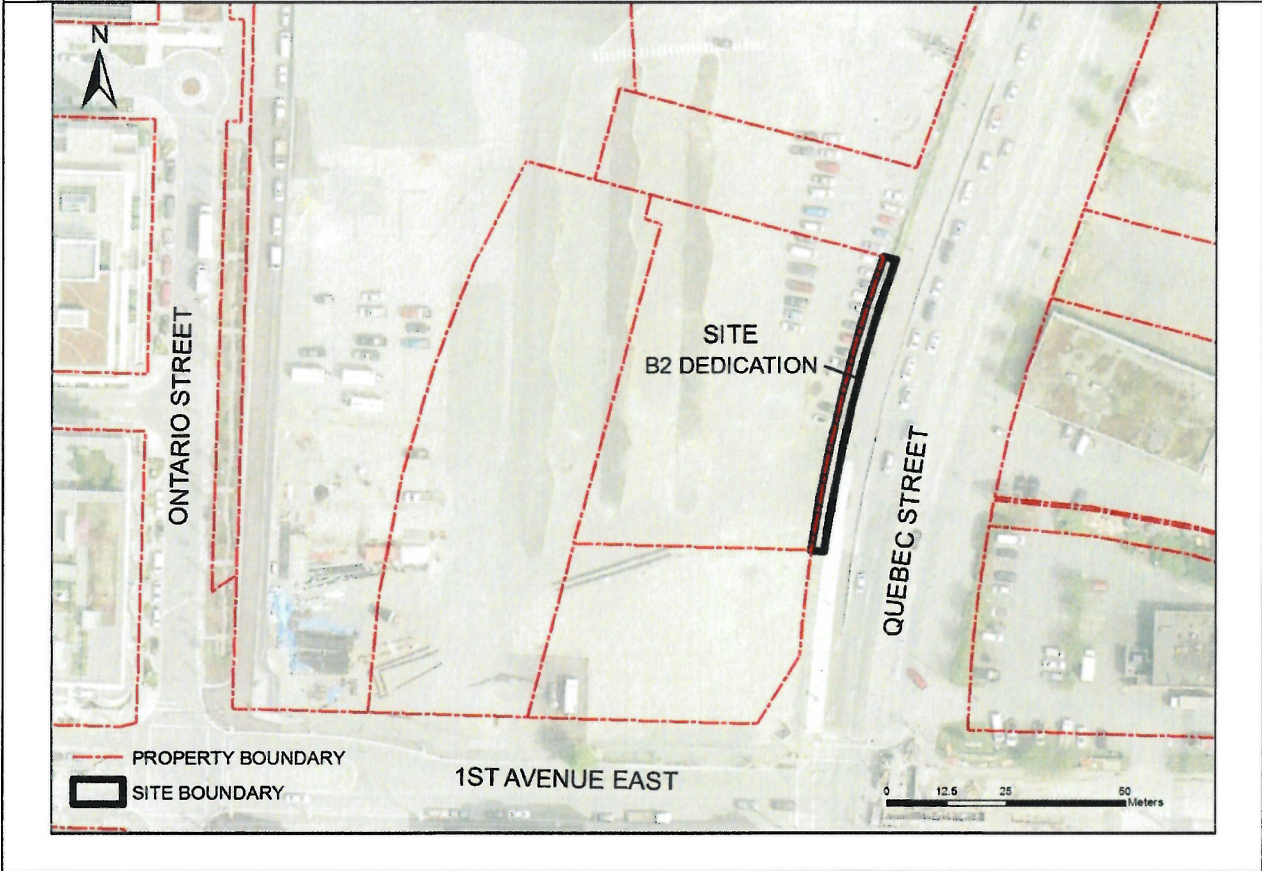 N
SITE
B2 DEDICATION
ONTARIO STREET
QUEBEC STREET
PROPERTY BOUNDARY
SITE BOUNDARY
1ST AVENUE EAST
0 12.5 25 50
Meters